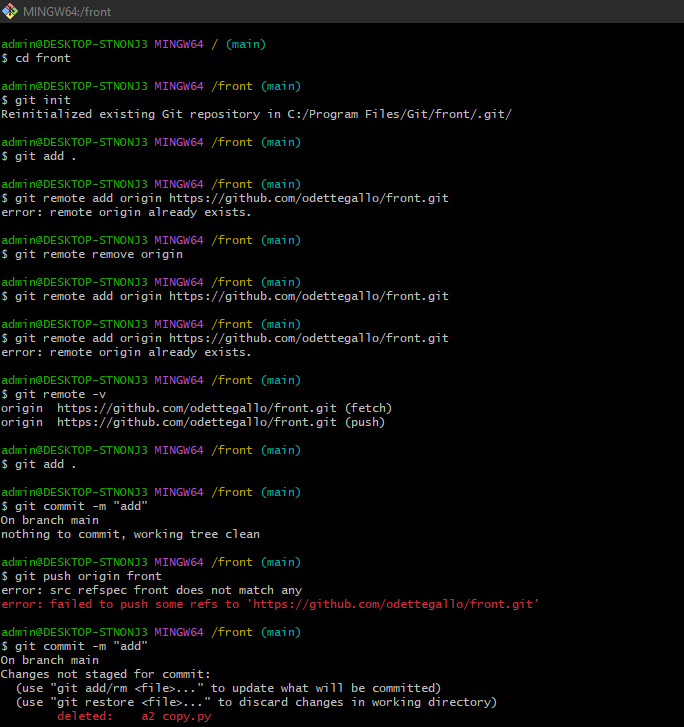 MINGW64:/front
admin@DESKTOP-STNONJ3 MINGW64 / (main)
$ cd front
admin@DESKTOP-STNONJ3 MINGW64 /front (main)
$ git init
Reinitialized existing Git repository in C:/Program Files/Git/front/.git/
admin@DESKTOP-STNONJ3 MINGW64 /front (main)
$ git add .
admin@DESKTOP-STNONJ3 MINGW64 /front (main)
$ git remote add origin https://github.com/odettegallo/front.git
error: remote origin already exists.
admin@DESKTOP-STNONJ3 MINGW64 /front (main)
$ git remote remove origin
admin@DESKTOP-STNONJ3 MINGW64 /front (main)
$ git remote add origin https://github.com/odettegallo/front.git
admin@DESKTOP-STNONJ3 MINGW64 /front (main)
$ git remote add origin https://github.com/odettegallo/front.git
error: remote origin already exists.
admin@DESKTOP-STNONJ3 MINGW64 /front (main)
$ git remote -v
origin  https://github.com/odettegallo/front.git (fetch)
origin  https://github.com/odettegallo/front.git (push)
admin@DESKTOP-STNONJ3 MINGW64 /front (main)
$ git add .
admin@DESKTOP-STNONJ3 MINGW64 /front (main)
$ git commit -m "add"
On branch main
nothing to commit, working tree clean
admin@DESKTOP-STNONJ3 MINGW64 /front (main)
$ git push origin front
error: src refspec front does not match any
error: failed to push some refs to 'https://github.com/odettegallo/front.git'
admin@DESKTOP-STNONJ3 MINGW64 /front (main)
$ git commit -m "add"
On branch main
Changes not staged for commit:
  (use "git add/rm <file>..." to update what will be committed)
  (use "git restore <file>..." to discard changes in working directory)
        deleted:    a2 copy.py